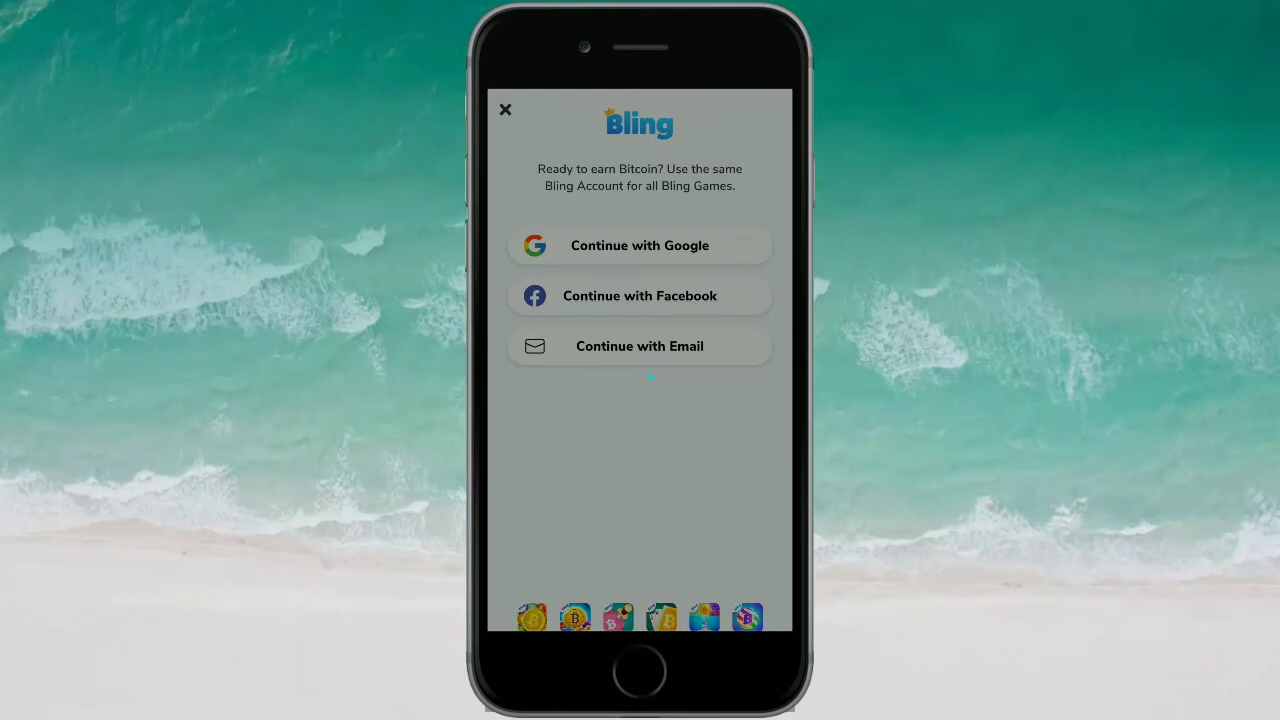 Bling
Ready to earn Bitcoin? Use the same
Bling Account for all Bling Games.
Continue with Google
Continue with Facebook
Continue with Email